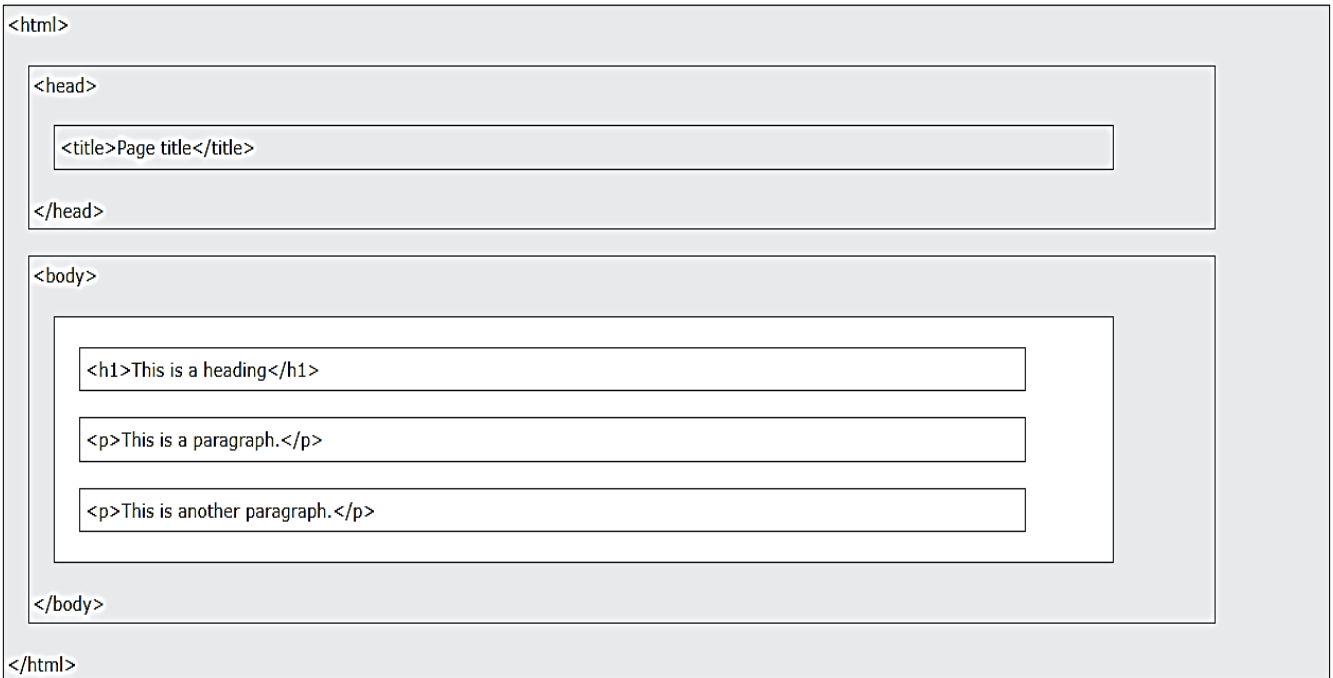 <html>
<head>
<title>Page title</title>
</head>
<body>
<h1>This is a heading</h1>
<p>This is a paragraph.</p>
<p>This is another paragraph.</p>
</body>
</html>